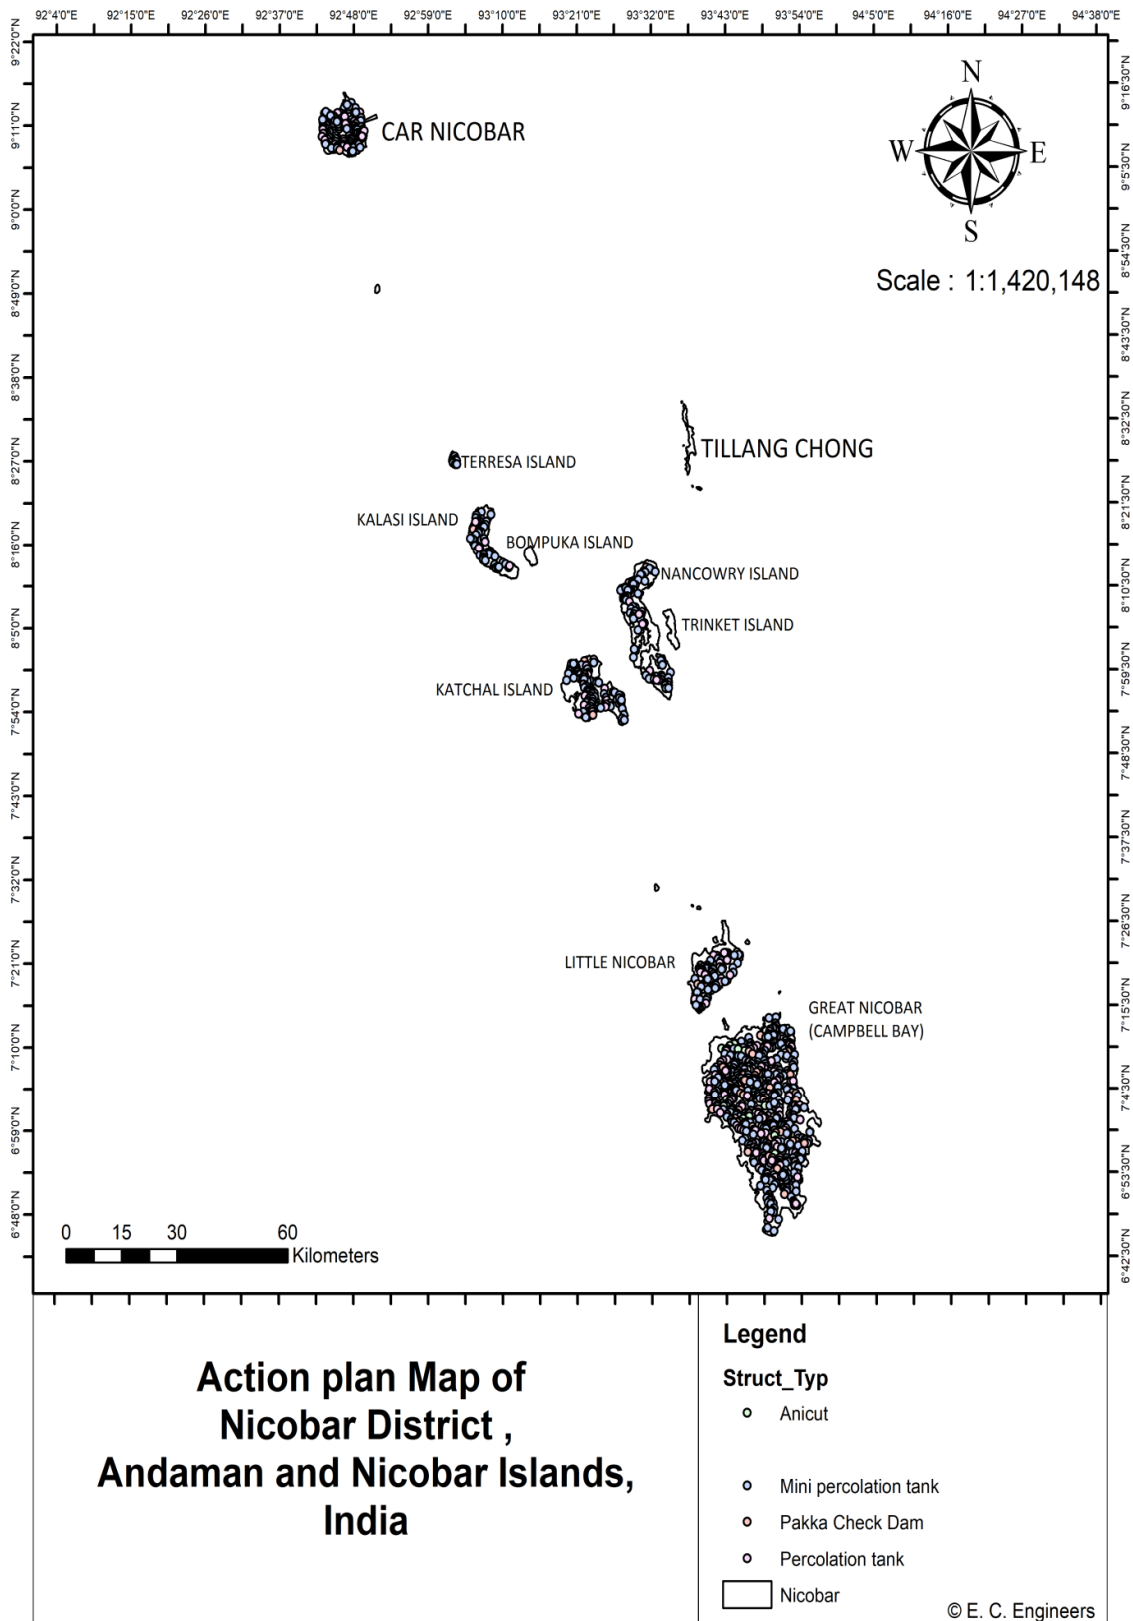 92°4'0"E 92°15'0"E 92°26'0"E 92°37'0"E 92°48'0"E 92°59'0"E 93°10'0"E 93°21'0"E 93°32'0"E 93°43'0"E 93°54'0"E 94°5'0"E 94°16'0"E 94°27'0"E 94°38'0"E
9°22'0"N
9°11'0"N
9°0'0"N
8°49'0"N
8°38'0"N
8°27'0"N
8°16'0"N
8°5'0"N
7°54'0"N
7°43'0"N
7°32'0"N
7°21'0"N
7°10'0"N
6°59'0"N
6°48'0"N
9°16'30"N
9°5'30"N
8°54'30"N
8°43'30"N
8°32'30"N
8°21'30"N
8°10'30"N
7°59'30"N
7°48'30"N
7°37'30"N
7°26'30"N
7°15'30"N
7°4'30"N
6°53'30"N
6°42'30"N
N
W E
S
Scale : 1:1,420,148
CAR NICOBAR
TILLANG CHONG
TERRESA ISLAND
KALASI ISLAND
BOMPUKA ISLAND
NANCOWRY ISLAND
TRINKET ISLAND
KATCHAL ISLAND
LITTLE NICOBAR
GREAT NICOBAR
(CAMPBELL BAY)
0 15 30 60
Kilometers
Action plan Map of
Nicobar District ,
Andaman and Nicobar Islands,
India
Legend
Struct_Typ
Anicut
Mini percolation tank
Pakka Check Dam
Percolation tank
Nicobar
© E. C. Engineers